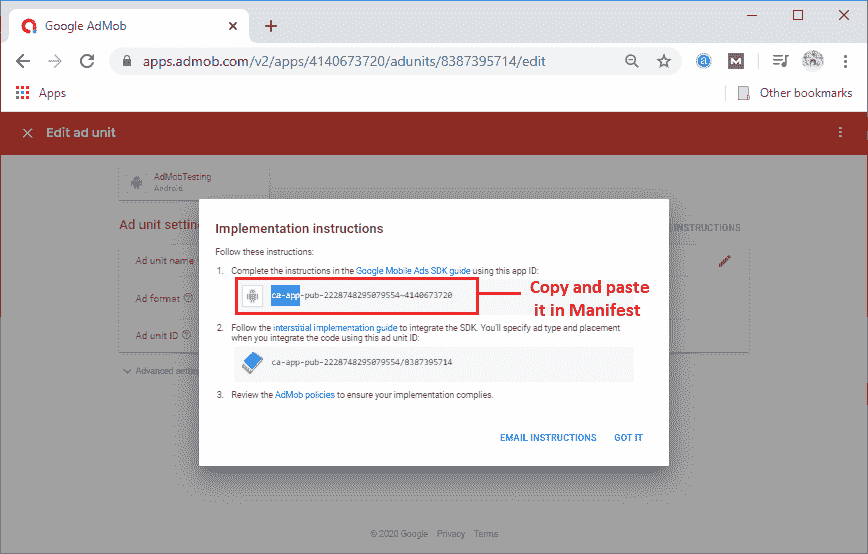 Google AdMob
apps.admob.com/v2/apps/4140673720/adunits/8387395714/edit
Apps
Other bookmarks
Edit ad unit
AdMobTesting
Android
Ad unit settin
INSTRUCTIONS
Ad unit name
Ad format
Ad unit ID
Advanced settin
Implementation instructions
Follow these instructions:
1. Complete the instructions in the Google Mobile Ads SDK guide using this app ID:
ca-app-pub-2228748295079554~4140673720
Copy and paste
it in Manifest
2. Follow the interstitial implementation guide to integrate the SDK. You'll specify ad type and placement
when you integrate the code using this ad unit ID:
ca-app-pub-2228748295079554/8387395714
3. Review the AdMob policies to ensure your implementation complies.
EMAIL INSTRUCTIONS GOT IT
© 2020 Google Privacy Terms